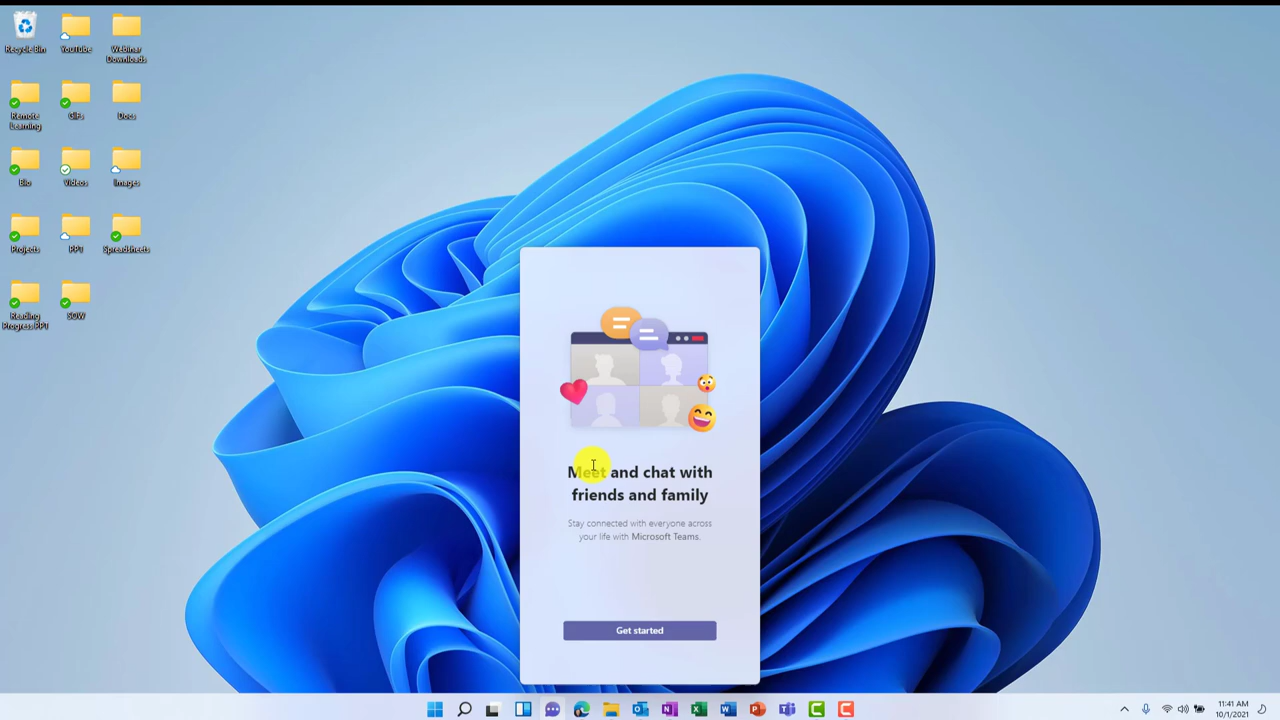 Recycle Bin
YouTube
Webinar
Downloads
Remote
Learning
GIFs
Docs
Bio
Videos
Images
Projects
PPT
Spreadsheets
Reading
Progress PPT
SOW
Meet and chat with
friends and family
Stay connected with everyone across
your life with Microsoft Teams.
Get started
11:41 AM
10/1/2021